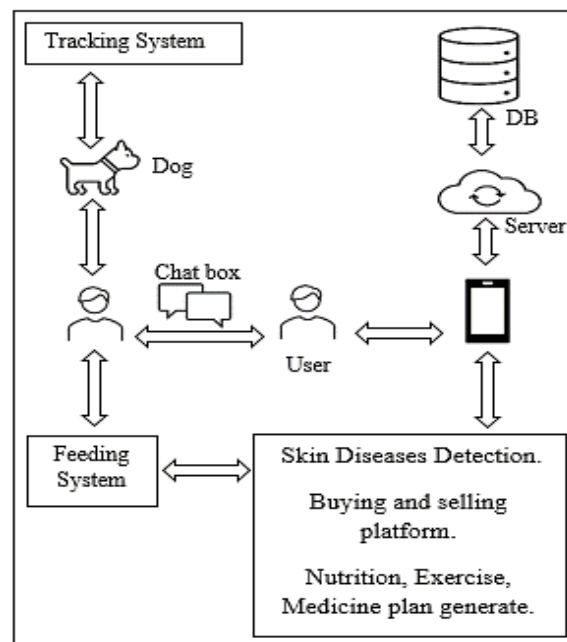 Tracking System
DB
Dog
Server
Chat box
User
Feeding
System
Skin Diseases Detection.
Buying and selling
platform.
Nutrition, Exercise,
Medicine plan generate.